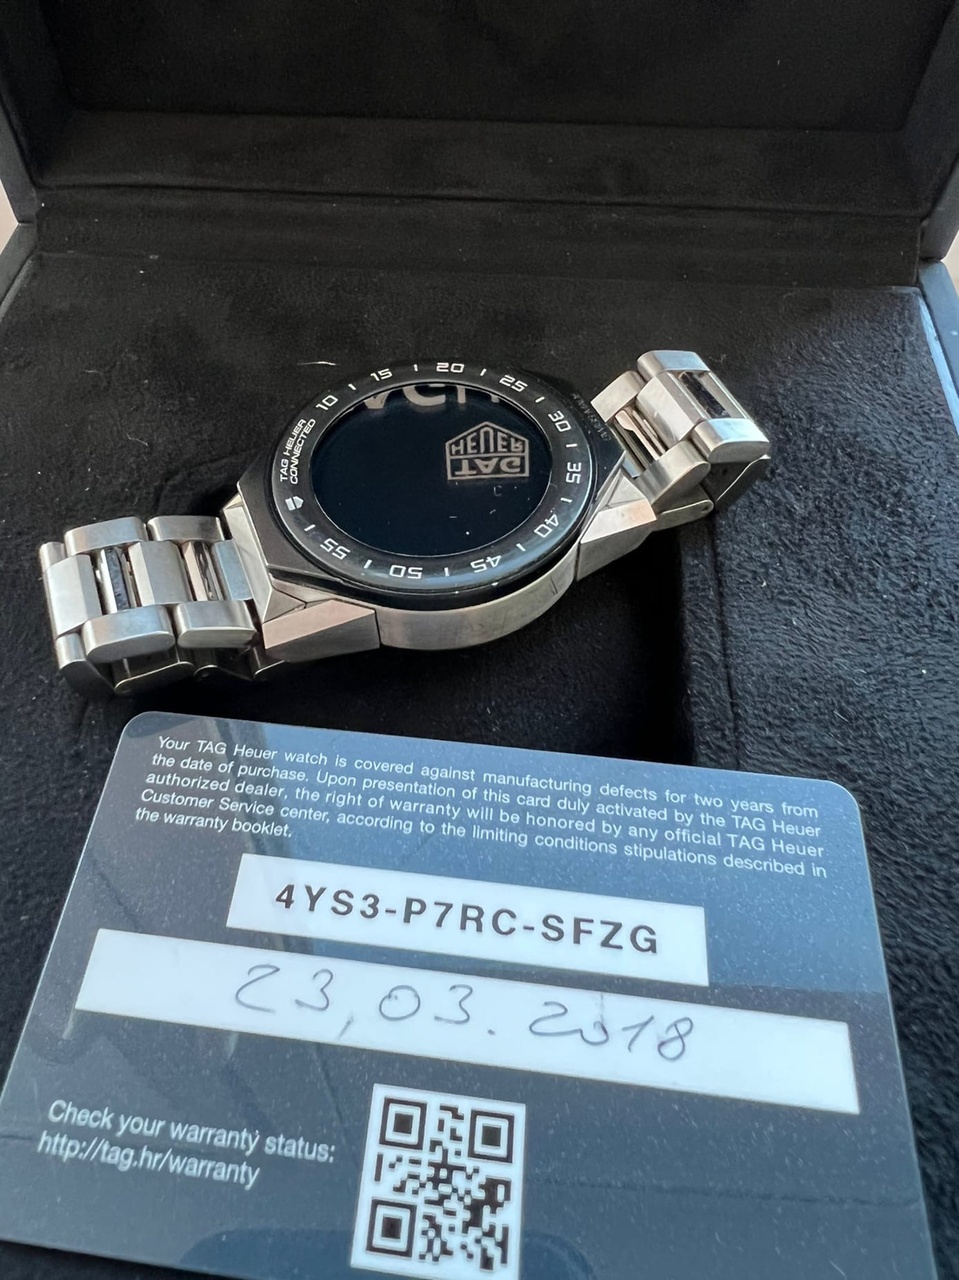 10 15 20 25 30 35 40 45 50 55
TAG HEUER
CONNECTED
TAG
HEUER
Your TAG Heuer watch is covered against manufacturing defects for two years from
the date of purchase. Upon presentation of this card duly activated by the TAG Heuer
authorized dealer, the right of warranty will be honored by any official TAG Heuer
Customer Service center, according to the limiting conditions stipulations described in
the warranty booklet.
4YS3-P7RC-SFZG
23,03.2018
Check your warranty status:
http://tag.hr/warranty